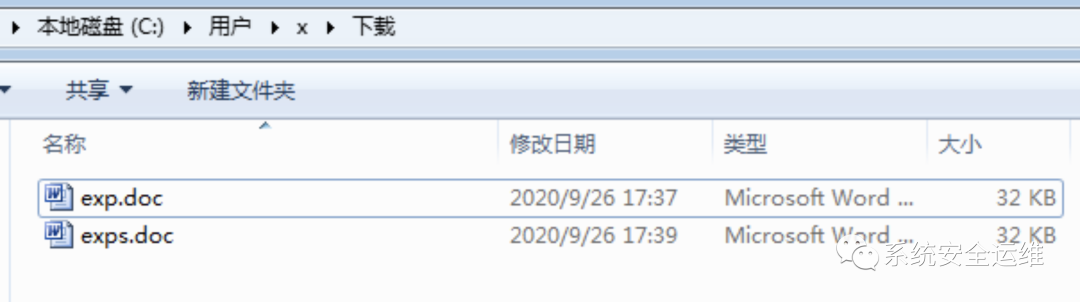 本地磁盘 (C:) 用户 x 下载
共享 新建文件夹
名称 修改日期 类型 大小
exp.doc 2020/9/26 17:37 Microsoft Word ... 32 KB
exps.doc 2020/9/26 17:39 Microsoft Word ... 32 KB
系统安全运维